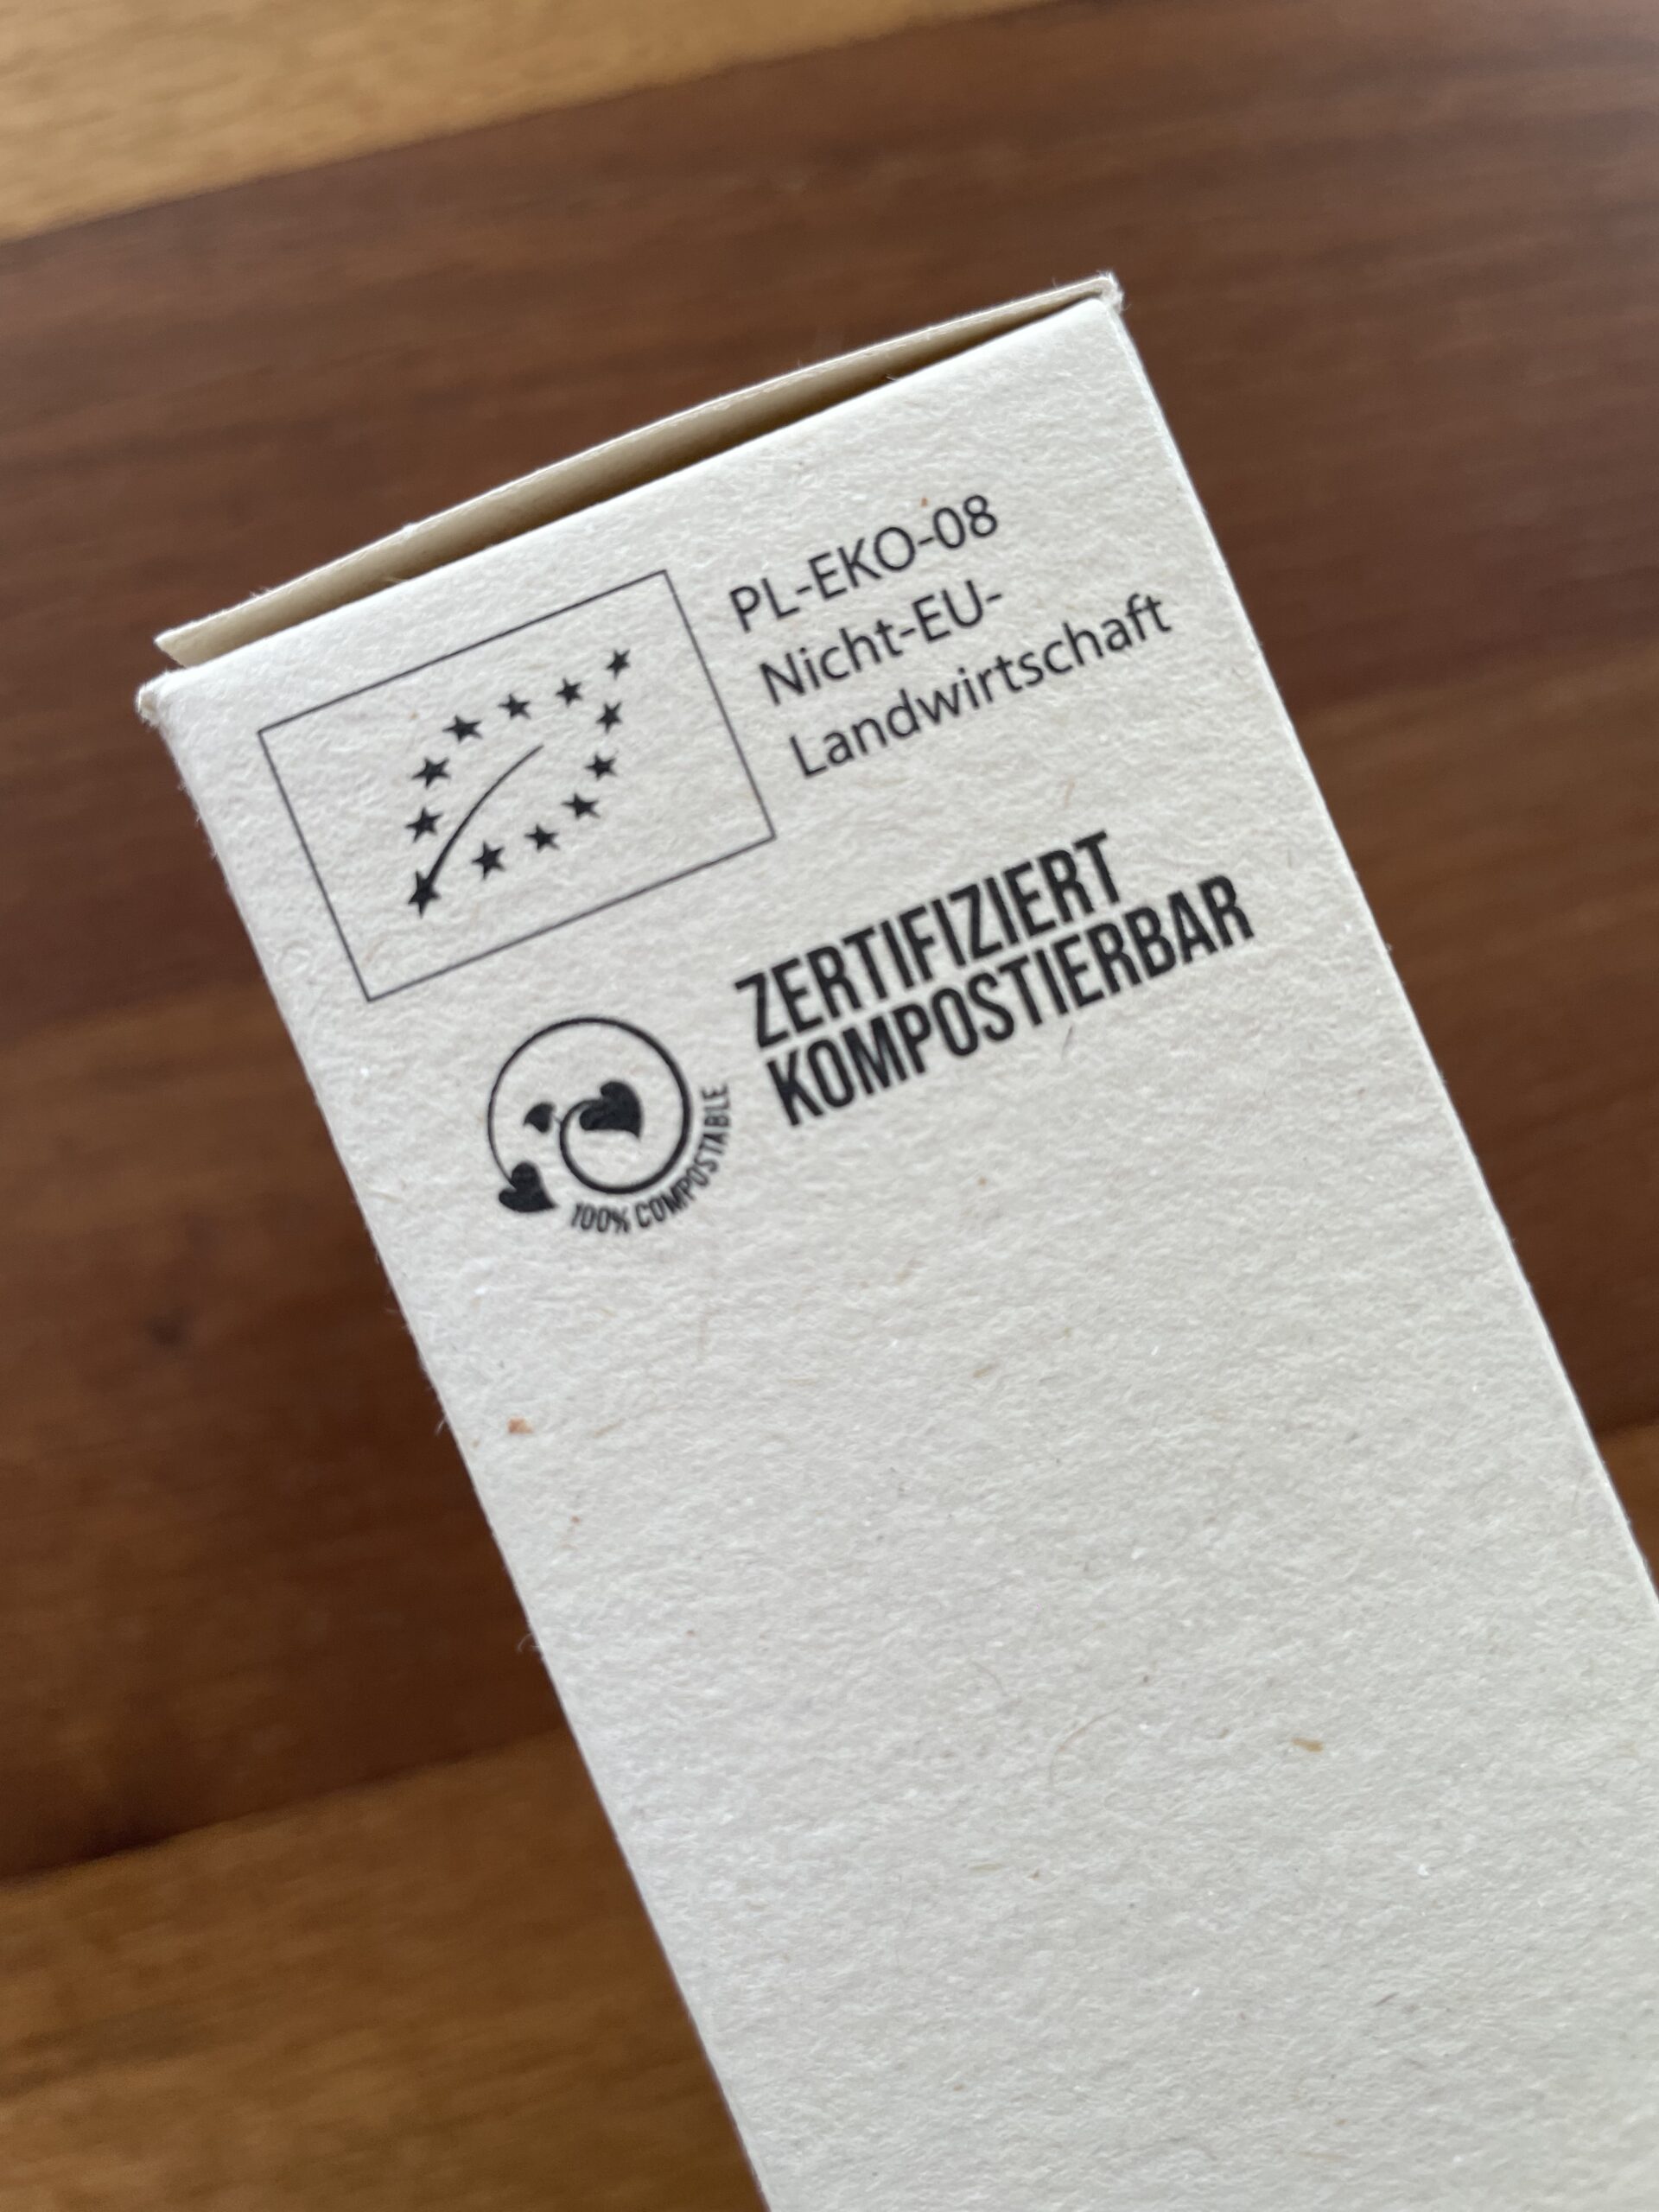 PL-EKO-08
Nicht-EU-
Landwirtschaft
ZERTIFIZIERT
KOMPOSTIERBAR
100% COMPOSTABLE